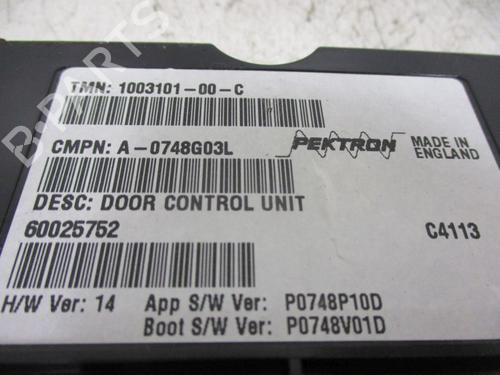 TMN: 1003101-00-C
CMPN: A-0748G03L
PEKTRON
MADE IN
ENGLAND
DESC: DOOR CONTROL UNIT
60025752
C4113
H/W Ver: 14 App S/W Ver: P0748P10D
Boot S/W Ver: P0748V01D
B-PARTS